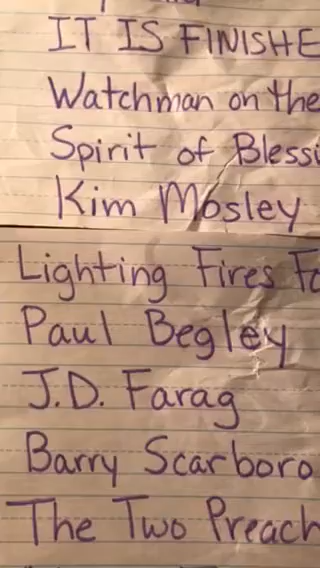 IT IS FINISHE
Watchman on the
Spirit of Blessi
Kim Mosley
Lighting Fires Fo
Paul Begley
J.D. Farag
Barry Scarboro
The Two Preach